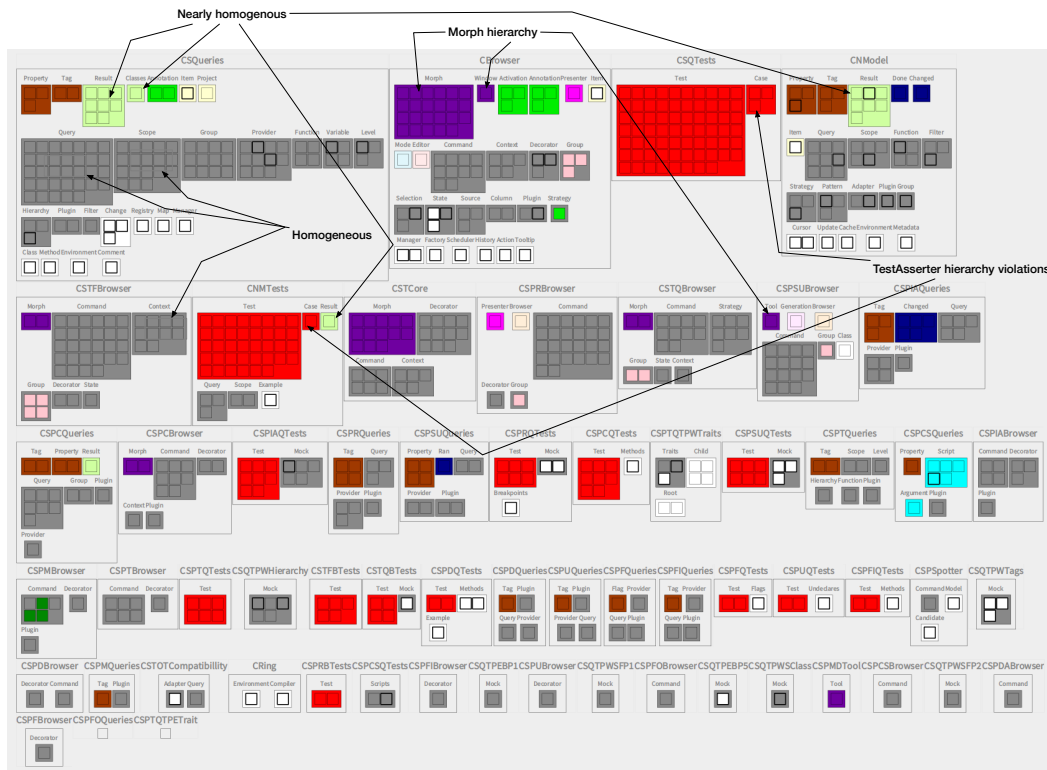 Nearly homogenous
Morph hierarchy
CSQueries CBrowser CSQTests CNModel
Property Tag Result Classes Annotation Item Project
Morph Window Activation Annotation Presenter Item
Test Case
Property Tag Result Done Changed
Query Scope Group Provider Function Variable Level
Mode Editor Command Context Decorator Group
Item Query Scope Function Filter
Hierarchy Plugin Filter Change Registry Map Manager
Selection State Source Column Plugin Strategy
Strategy Pattern Adapter Plugin Group
Homogeneous
Class Method Environment Comment
Manager Factory Scheduler History Action Tooltip
Cursor Update Cache Environment Metadata
TestAsserter hierarchy violations
CSTFBrowser CNMTests CSTCore CSPRBrowser CSTQBrowser CSPSUBrowser CSPIAQueries
Morph Command Context
Test Case Result
Morph Decorator
Presenter Browser Command
Morph Command Strategy
Tool Generation Browser
Tag Changed Query
Command Group Class
Group Decorator State
Query Scope Example
Command Context
Decorator Group
Group State Context
Provider Plugin
CSPCQueries CSPCBrowser CSPIAQTests CSPRQueries CSPSUQueries CSPRQTests CSPCQTests CSPTQTPWTraits CSPSUQTests CSPTQueries CSPCSQueries CSPIABrowser
Tag Property Result
Morph Command Decorator
Test Mock
Tag Query
Property Ran Query
Test Mock
Test Methods
Traits Child
Test Mock
Tag Scope Level
Property Script
Command Decorator
Query Group Plugin
Context Plugin
Provider Plugin
Provider Plugin
Breakpoints
Root
Hierarchy Function Plugin
Argument Plugin
Plugin
Provider
CSPMBrowser CSPTBrowser CSPTQTests CSQTPWHierarchy CSTFBTests CSTQBTests CSPDQTests CSPDQueries CSPUQueries CSPFQueries CSPFIQueries CSPFQTests CSPUQTests CSPFIQTests CSPSpotter CSQTPWTags
Command Decorator
Command Decorator
Test
Mock
Test
Test Mock
Test Methods
Tag Plugin
Tag Plugin
Flag Provider
Tag Provider
Test Flags
Test Undeclares
Test Methods
Command Model
Mock
Plugin
Example
Query Provider
Provider Query
Query Plugin
Query Plugin
Candidate
CSPDBrowser CSPMQueries CSTOTCompatibillity CRing CSPRBTests CSPCSQTests CSPFIBrowser CSQTPEBP1 CSPUBrowser CSQTPWSFP1 CSPFOBrowser CSQTPEBP5 CSQTPWSClass CSPMDTool CSPCSBrowser CSQTPWSFP2 CSPDABrowser
Decorator Command
Tag Plugin
Adapter Query
Environment Compiler
Test
Scripts
Decorator
Mock
Decorator
Mock
Command
Mock
Mock
Tool
Command
Mock
Command
CSPFBrowser CSPFOQueries CSPTQTPETrait
Decorator